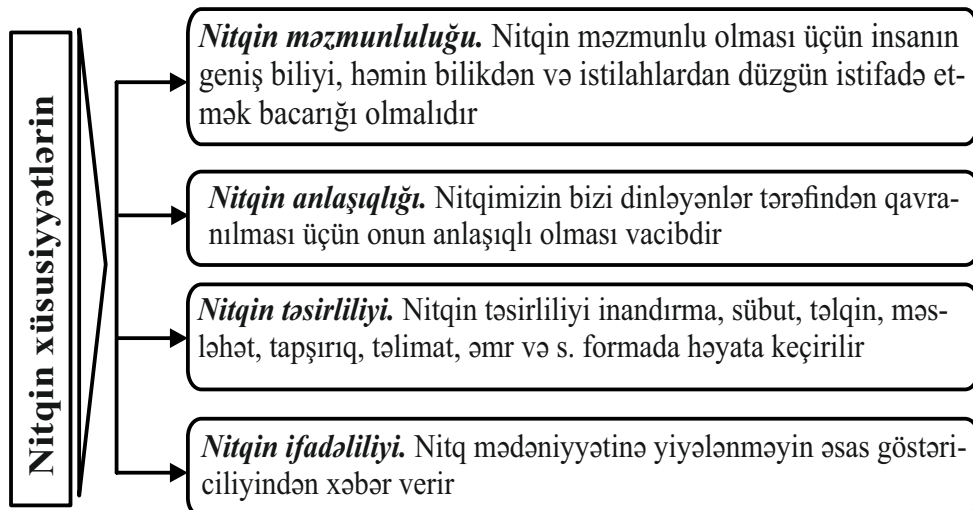 Nitqin xüsusiyyətlərin
Nitqin məzmunluluğu. Nitqin məzmunlu olması üçün insanın
geniş biliyi, həmin bilikdən və istilahlardan düzgün istifadə et-
mək bacarığı olmalıdır
Nitqin anlaşıqlığı. Nitqimizin bizi dinləyənlər tərəfindən qavra-
nılması üçün onun anlaşıqlı olması vacibdir
Nitqin təsirliliyi. Nitqin təsirliliyi inandırma, sübut, təlqin, məs-
ləhət, tapşırıq, təlimat, əmr və s. formada həyata keçirilir
Nitqin ifadəliliyi. Nitq mədəniyyətinə yiyələnməyin əsas göstəri-
ciliyindən xəbər verir